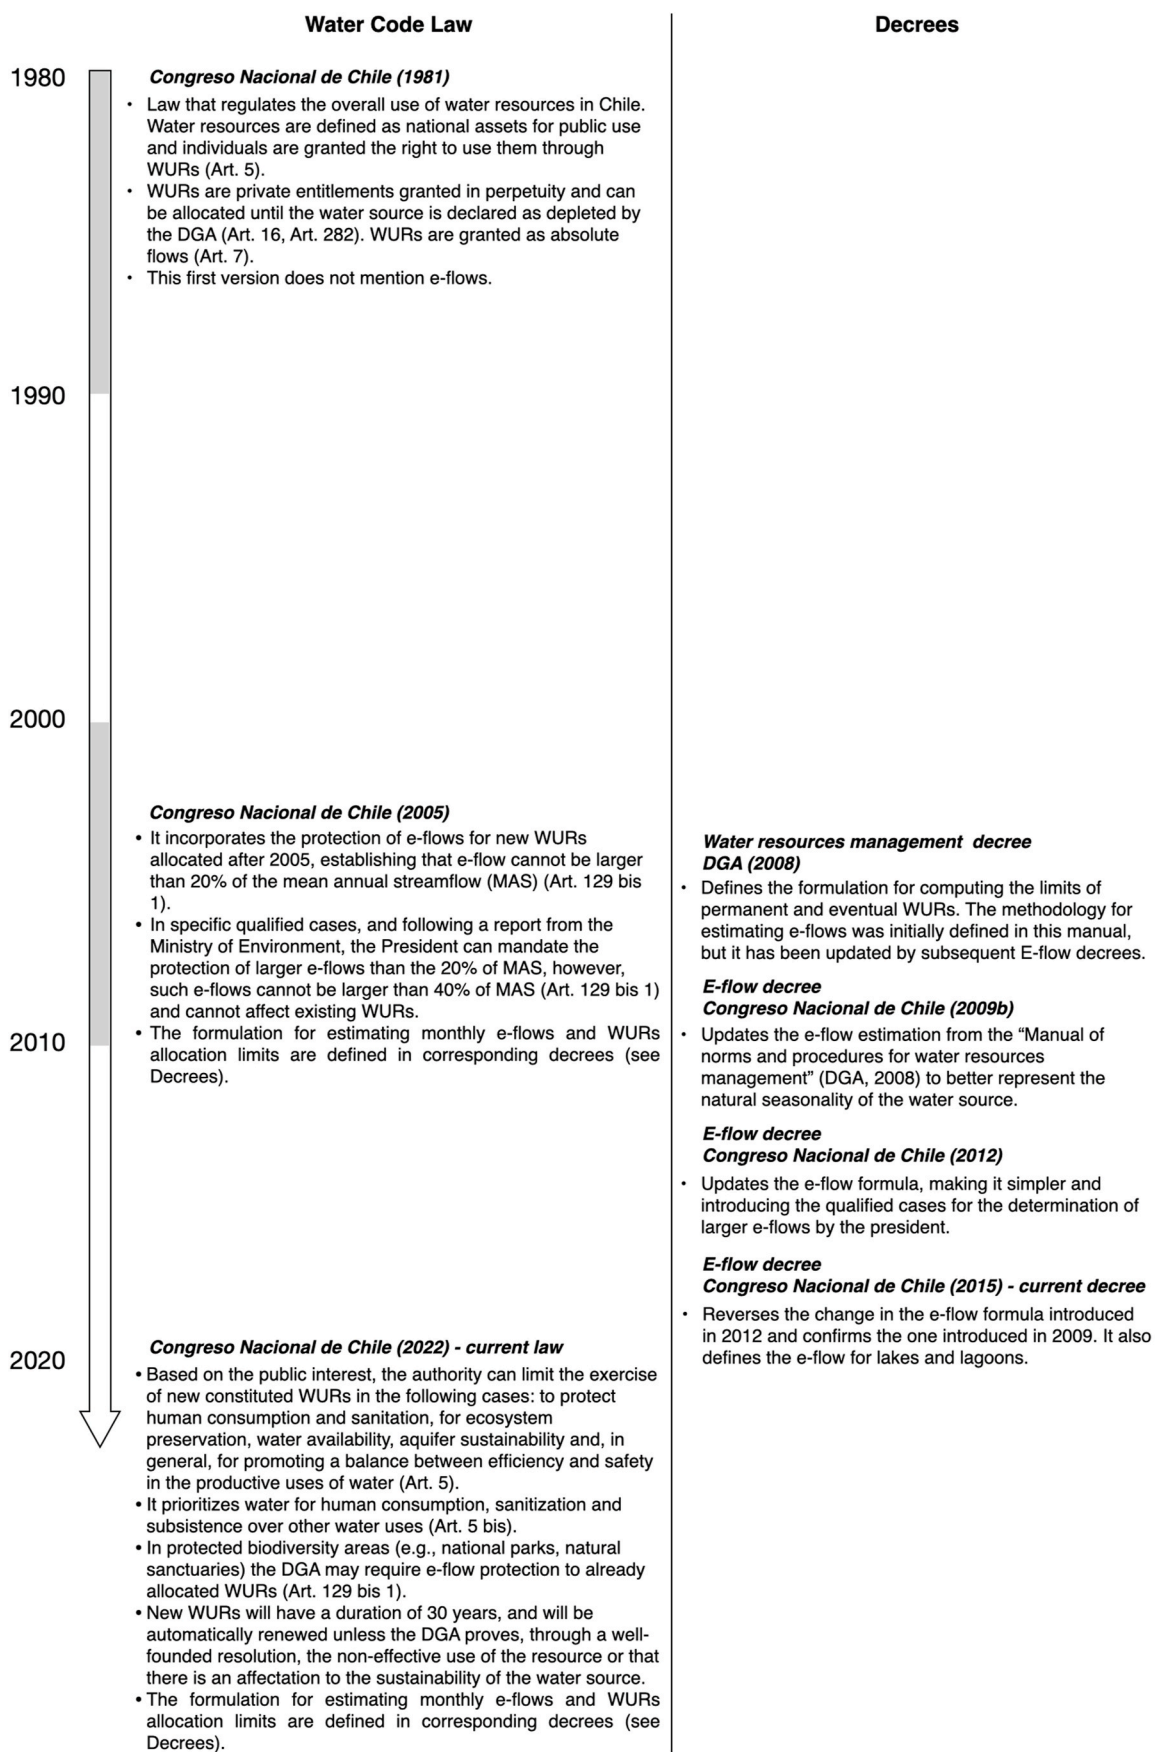 Water Code Law
Decrees
1980
1990
2000
2010
2020
Congreso Nacional de Chile (1981)
• Law that regulates the overall use of water resources in Chile.
Water resources are defined as national assets for public use
and individuals are granted the right to use them through
WURs (Art. 5).
• WURs are private entitlements granted in perpetuity and can
be allocated until the water source is declared as depleted by
the DGA (Art. 16, Art. 282). WURs are granted as absolute
flows (Art. 7).
• This first version does not mention e-flows.
Congreso Nacional de Chile (2005)
• It incorporates the protection of e-flows for new WURs
allocated after 2005, establishing that e-flow cannot be larger
than 20% of the mean annual streamflow (MAS) (Art. 129 bis
1).
• In specific qualified cases, and following a report from the
Ministry of Environment, the President can mandate the
protection of larger e-flows than the 20% of MAS, however,
such e-flows cannot be larger than 40% of MAS (Art. 129 bis 1)
and cannot affect existing WURs.
• The formulation for estimating monthly e-flows and WURs
allocation limits are defined in corresponding decrees (see
Decrees).
Congreso Nacional de Chile (2022) - current law
• Based on the public interest, the authority can limit the exercise
of new constituted WURs in the following cases: to protect
human consumption and sanitation, for ecosystem
preservation, water availability, aquifer sustainability and, in
general, for promoting a balance between efficiency and safety
in the productive uses of water (Art. 5).
• It prioritizes water for human consumption, sanitization and
subsistence over other water uses (Art. 5 bis).
• In protected biodiversity areas (e.g., national parks, natural
sanctuaries) the DGA may require e-flow protection to already
allocated WURs (Art. 129 bis 1).
• New WURs will have a duration of 30 years, and will be
automatically renewed unless the DGA proves, through a well-
founded resolution, the non-effective use of the resource or that
there is an affectation to the sustainability of the water source.
• The formulation for estimating monthly e-flows and WURs
allocation limits are defined in corresponding decrees (see
Decrees).
Water resources management decree
DGA (2008)
• Defines the formulation for computing the limits of
permanent and eventual WURs. The methodology for
estimating e-flows was initially defined in this manual,
but it has been updated by subsequent E-flow decrees.
E-flow decree
Congreso Nacional de Chile (2009b)
• Updates the e-flow estimation from the “Manual of
norms and procedures for water resources
management” (DGA, 2008) to better represent the
natural seasonality of the water source.
E-flow decree
Congreso Nacional de Chile (2012)
• Updates the e-flow formula, making it simpler and
introducing the qualified cases for the determination of
larger e-flows by the president.
E-flow decree
Congreso Nacional de Chile (2015) - current decree
• Reverses the change in the e-flow formula introduced
in 2012 and confirms the one introduced in 2009. It also
defines the e-flow for lakes and lagoons.